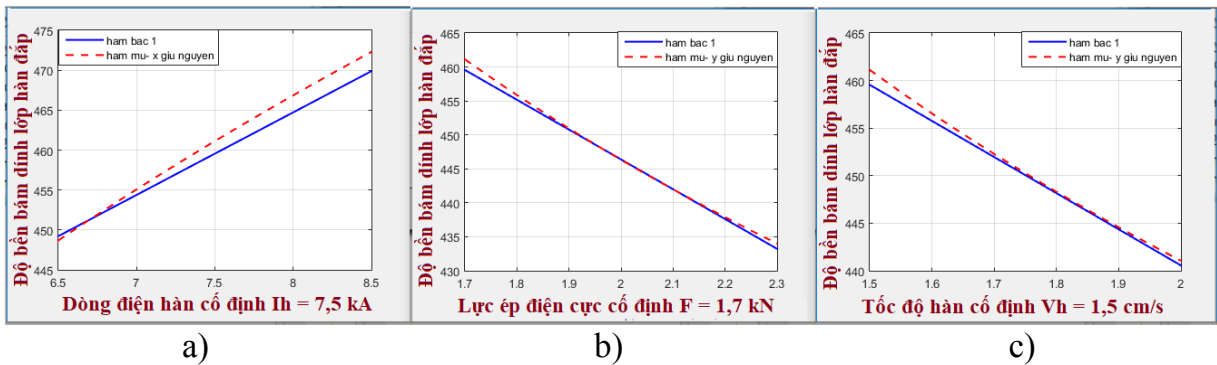 Độ bền bám dính lớp hàn đắp
475
470
465
460
455
450
445
ham bac 1
ham mu- x giu nguyen
6.5 7 7.5 8 8.5
Dòng điện hàn cố định Ih = 7,5 kA
a)
Độ bền bám dính lớp hàn đắp
465
460
455
450
445
440
435
430
ham bac 1
ham mu- y giu nguyen
1.7 1.8 1.9 2 2.1 2.2 2.3
Lực ép điện cực cố định F = 1,7 kN
b)
Độ bền bám dính lớp hàn đắp
465
460
455
450
445
440
ham bac 1
ham mu- y giu nguyen
1.5 1.6 1.7 1.8 1.9 2
Tốc độ hàn cố định Vh = 1,5 cm/s
c)